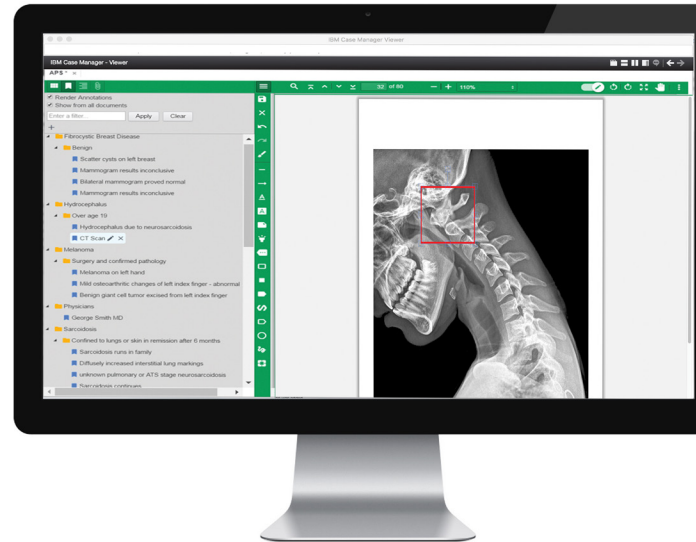 IBM Case Manager Viewer
IBM Case Manager - Viewer
APS *
32 of 80
110%
Render Annotations
Show from all documents
Enter a filter...
Apply
Clear
Fibrocystic Breast Disease
Benign
Scatter cysts on left breast
Mammogram results inconclusive
Bilateral mammogram proved normal
Mammogram results inconclusive
Hydrocephalus
Over age 19
Hydrocephalus due to neurosarcoidosis
CT Scan
Melanoma
Surgery and confirmed pathology
Melanoma on left hand
Mild osteoarthritic changes of left index finger - abnormal
Benign giant cell tumor excised from left index finger
Physicians
George Smith MD
Sarcoidosis
Confined to lungs or skin in remission after 6 months
Sarcoidosis runs in family
Diffusely increased interstitial lung markings
unknown pulmonary or ATS stage neurosarcoidosis
Sarcoidosis continues